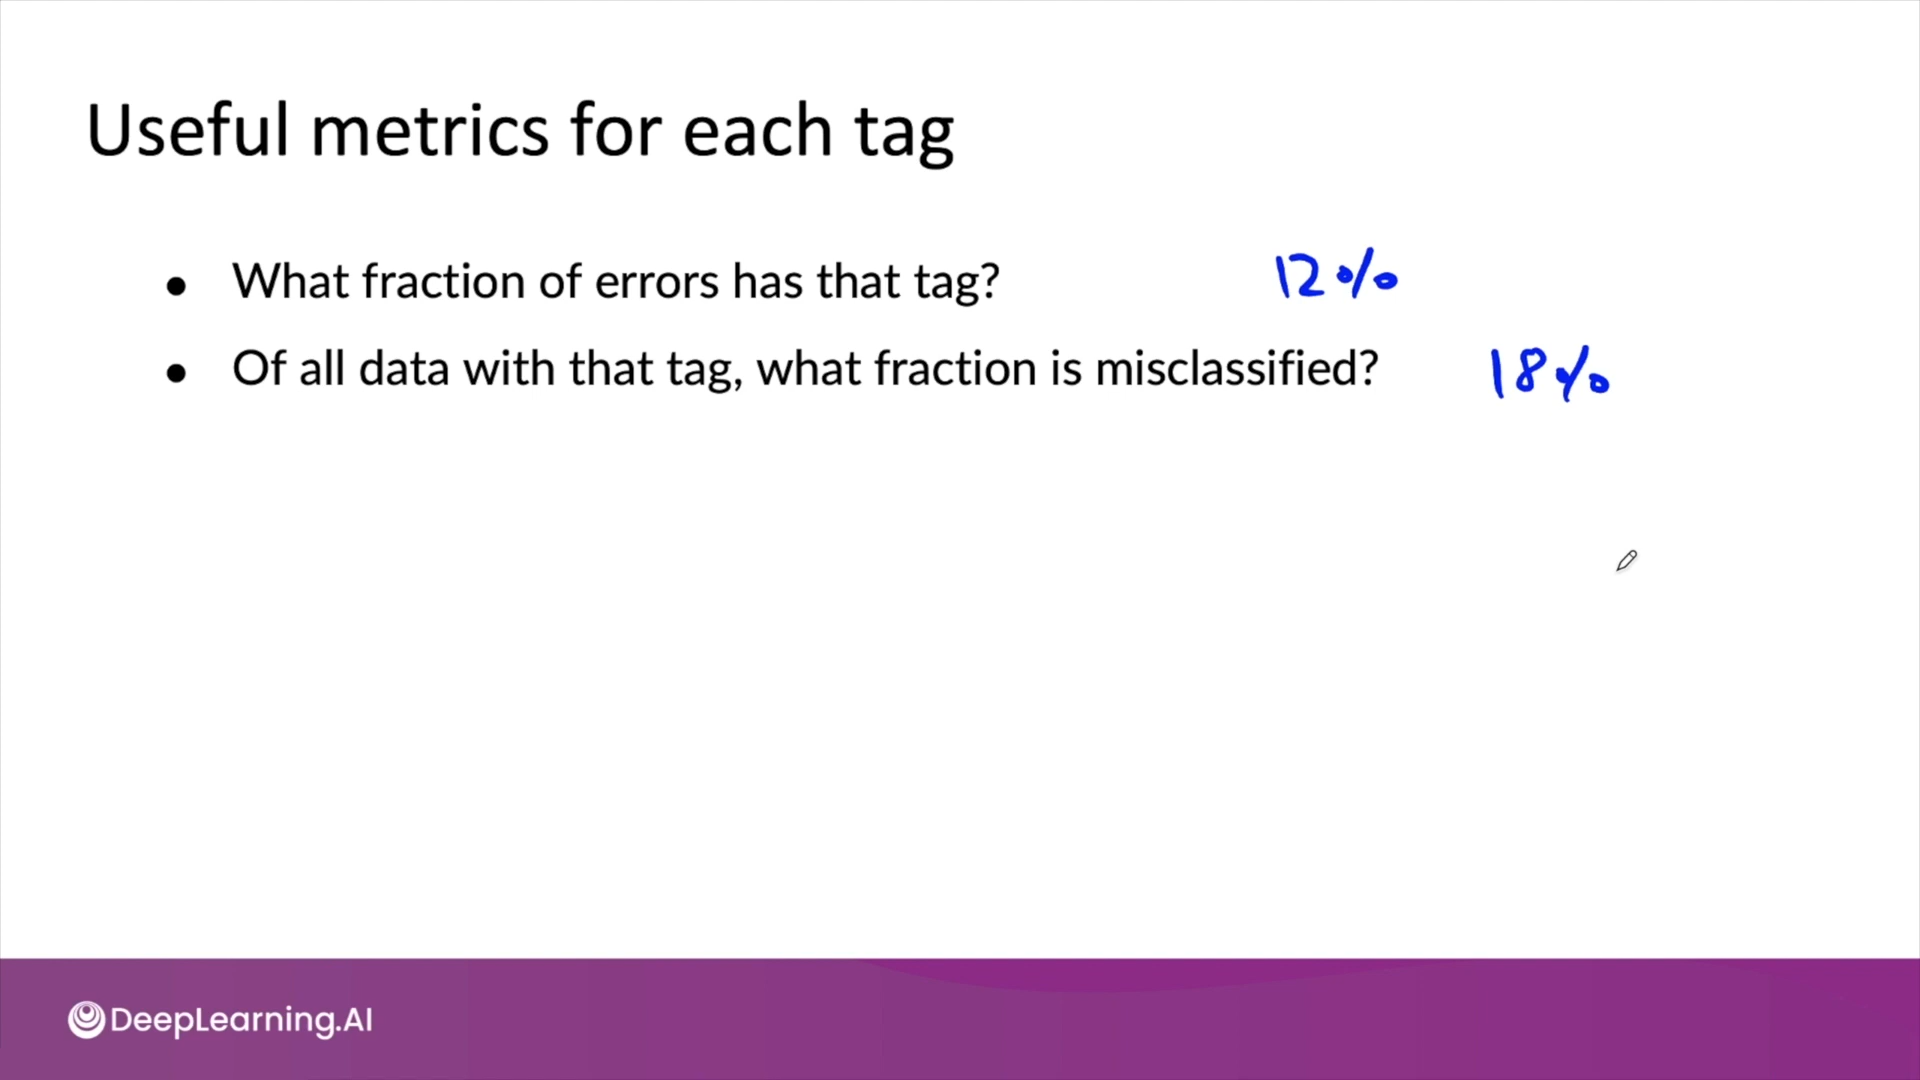 Useful metrics for each tag
● What fraction of errors has that tag? 12%
● Of all data with that tag, what fraction is misclassified? 18%
DeepLearning.AI